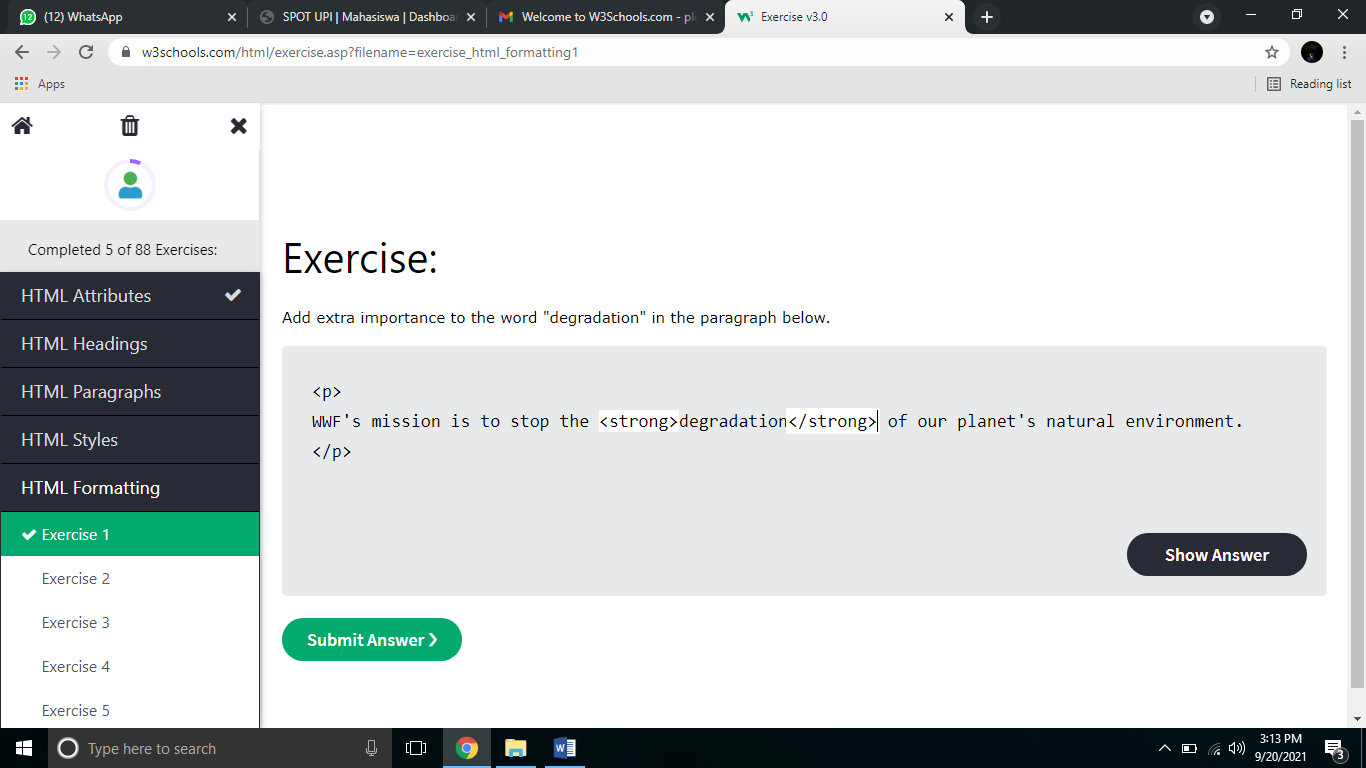 (12) WhatsApp
SPOT UPI | Mahasiswa | Dashboa
Welcome to W3Schools.com - ple
Exercise v3.0
w3schools.com/html/exercise.asp?filename=exercise_html_formatting1
Apps
Reading list
Completed 5 of 88 Exercises:
HTML Attributes
HTML Headings
HTML Paragraphs
HTML Styles
HTML Formatting
Exercise 1
Exercise 2
Exercise 3
Exercise 4
Exercise 5
Exercise:
Add extra importance to the word "degradation" in the paragraph below.
<p>
WWF's mission is to stop the <strong>degradation</strong> of our planet's natural environment.
</p>
Show Answer
Submit Answer ❯
Type here to search
3:13 PM
9/20/2021
3